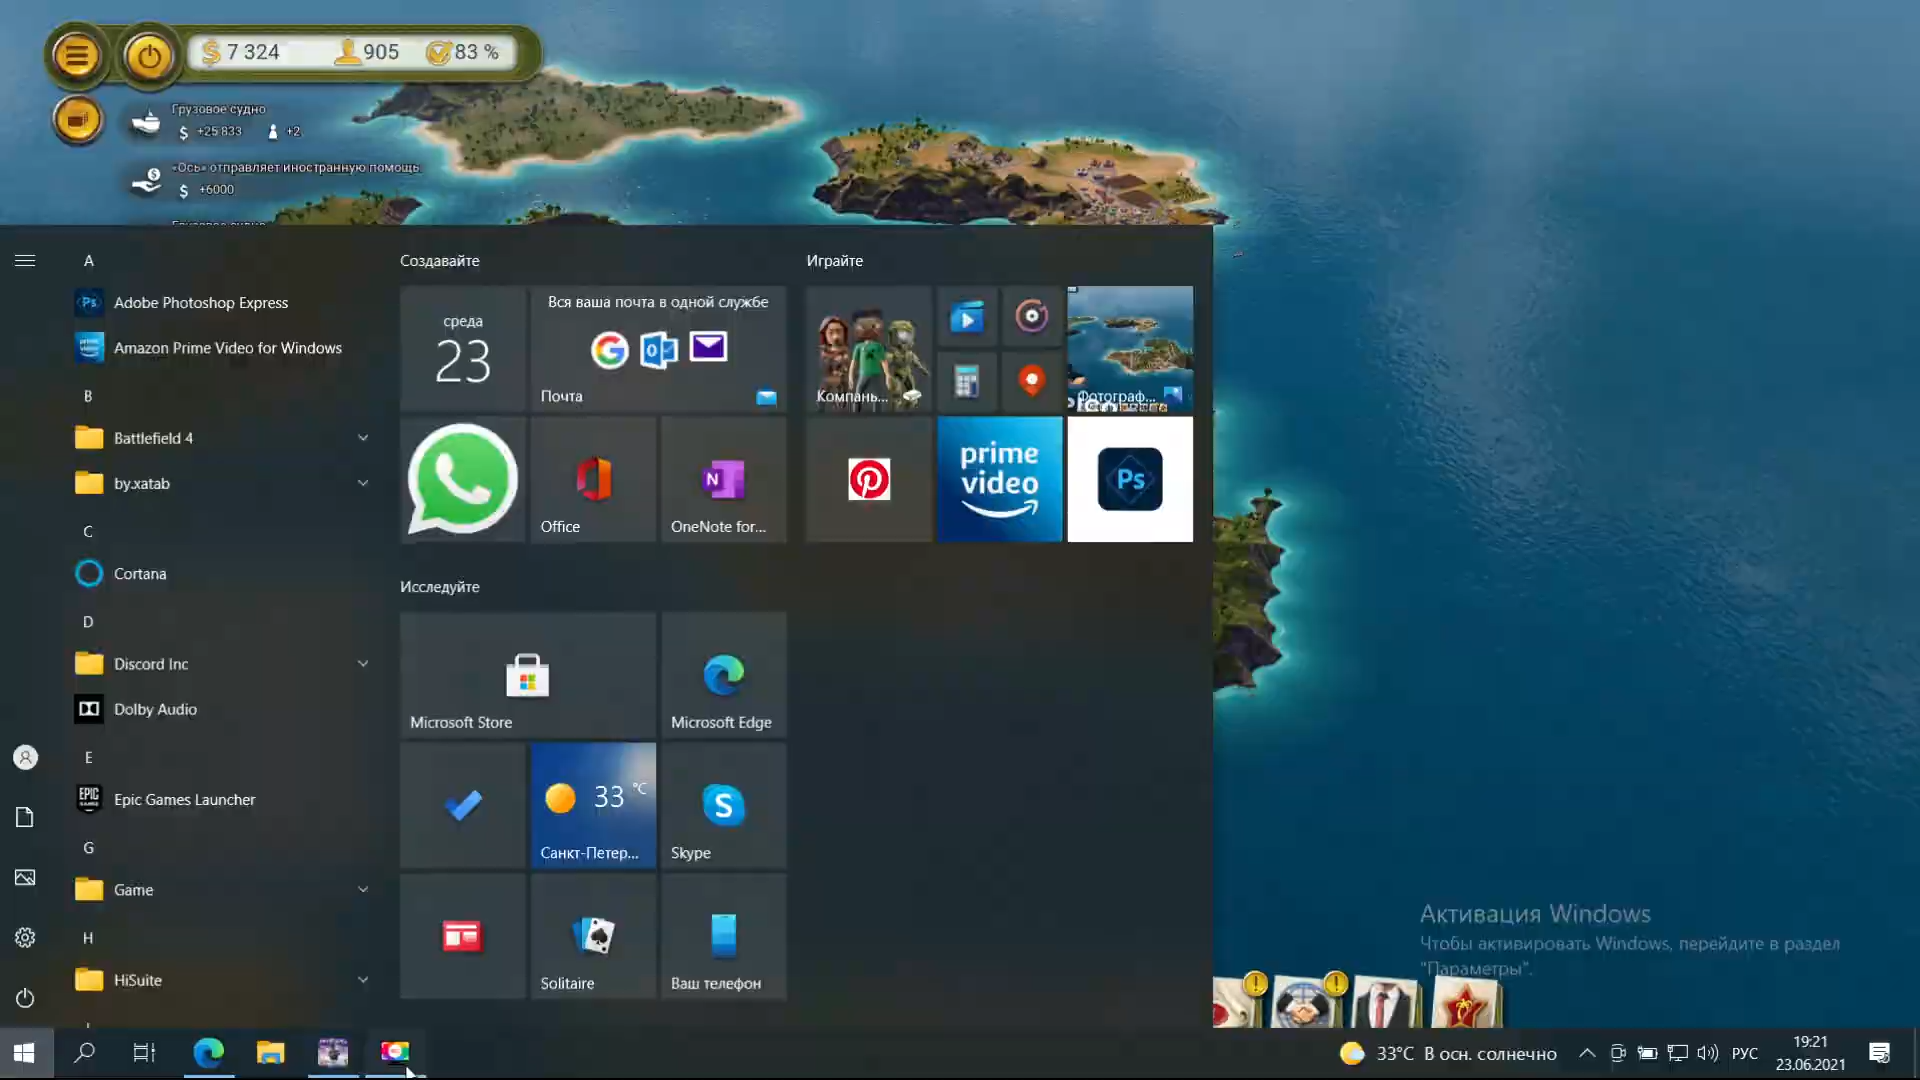 7 324
905
83 %
Грузовое судно
$ +25 833 +2
«Ось» отправляет иностранную помощь
$ +6000
Грузовое судно
A
Adobe Photoshop Express
Amazon Prime Video for Windows
B
Battlefield 4
by.xatab
C
Cortana
D
Discord Inc
Dolby Audio
E
Epic Games Launcher
G
Game
H
HiSuite
I
Создавайте
среда
23
Вся ваша почта в одной службе
Почта
Office
OneNote for...
Исследуйте
Microsoft Store
Microsoft Edge
33 °C
Санкт-Петер...
Skype
Solitaire
Ваш телефон
Играйте
Компань...
Фотограф...
prime
video
Ps
Активация Windows
Чтобы активировать Windows, перейдите в раздел
"Параметры".
33°C В осн. солнечно
РУС
19:21
23.06.2021